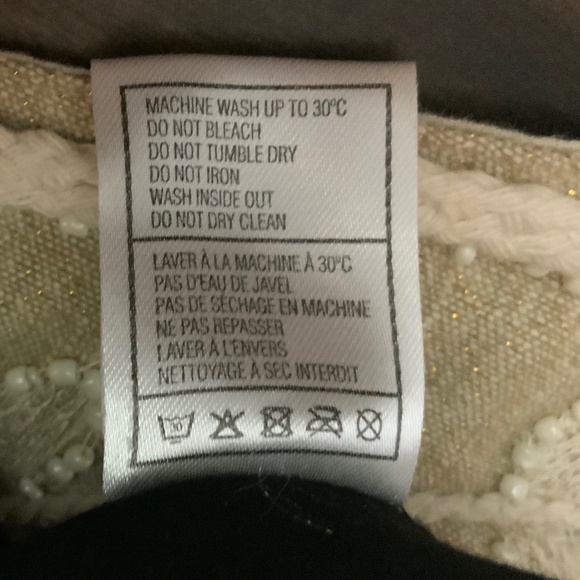 MACHINE WASH UP TO 30°C
DO NOT BLEACH
DO NOT TUMBLE DRY
DO NOT IRON
WASH INSIDE OUT
DO NOT DRY CLEAN
LAVER À LA MACHINE À 30°C
PAS D'EAU DE JAVEL
PAS DE SÉCHAGE EN MACHINE
NE PAS REPASSER
LAVER À L'ENVERS
NETTOYAGE À SEC INTERDIT
30